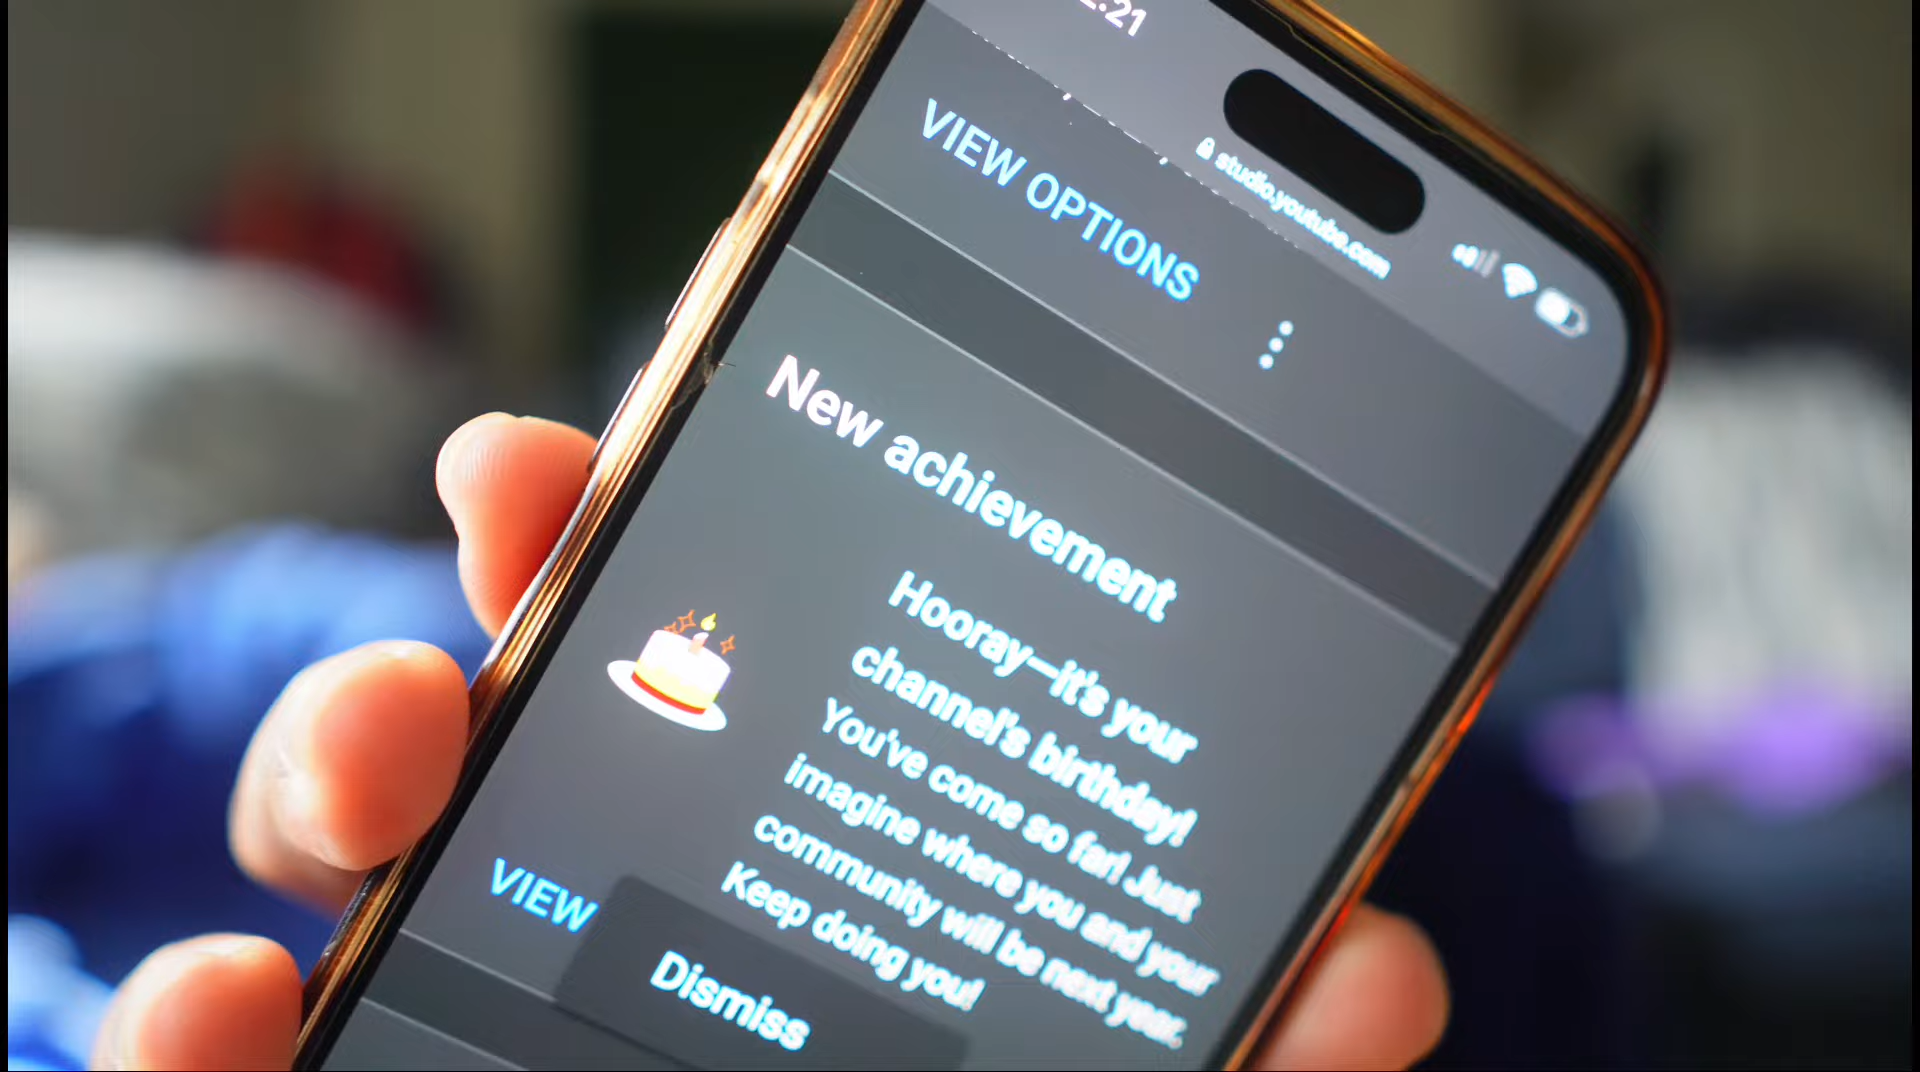 :21
studio.youtube.com
VIEW OPTIONS
New achievement
Hooray—it's your
channel's birthday!
You've come so far! Just
imagine where you and your
community will be next year.
Keep doing you!
VIEW
Dismiss